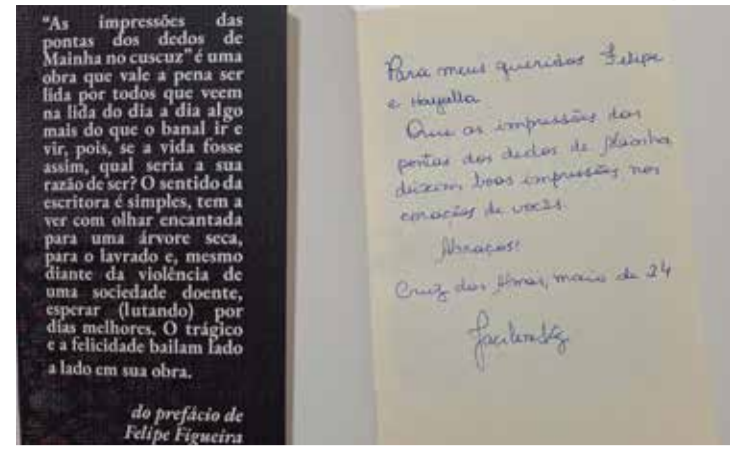 "As impressões das
pontas dos dedos de
Mainha no cuscuz" é uma
obra que vale a pena ser
lida por todos que veem
na lida do dia a dia algo
mais do que o banal ir e
vir, pois, se a vida fosse
assim, qual seria a sua
razão de ser? O sentido da
escritora é simples, tem a
ver com olhar encantada
para uma árvore seca,
para o lavrado e, mesmo
diante da violência de
uma sociedade doente,
esperar (lutando) por
dias melhores. O trágico
e a felicidade bailam lado
a lado em sua obra.
do prefácio de
Felipe Figueira
Para meus queridos Felipe
e Hayalla
Que as impressões das
pontas dos dedos de Mainha
deixem boas impressões nos
corações de vocês.
Abraços!
Cruz das Almas, maio de 24